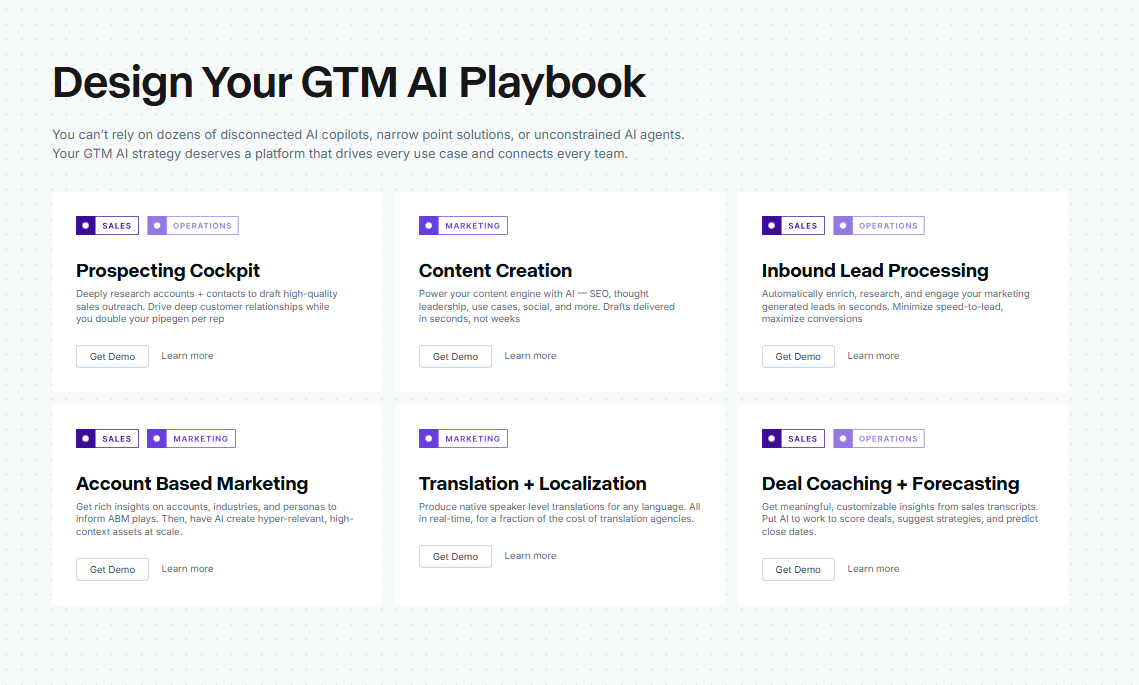 Design Your GTM AI Playbook
You can't rely on dozens of disconnected AI copilots, narrow point solutions, or unconstrained AI agents.
Your GTM AI strategy deserves a platform that drives every use case and connects every team.
SALES OPERATIONS
Prospecting Cockpit
Deeply research accounts + contacts to draft high-quality
sales outreach. Drive deep customer relationships while
you double your pipegen per rep
Get Demo Learn more
MARKETING
Content Creation
Power your content engine with AI — SEO, thought
leadership, use cases, social, and more. Drafts delivered
in seconds, not weeks
Get Demo Learn more
SALES OPERATIONS
Inbound Lead Processing
Automatically enrich, research, and engage your marketing
generated leads in seconds. Minimize speed-to-lead,
maximize conversions
Get Demo Learn more
SALES MARKETING
Account Based Marketing
Get rich insights on accounts, industries, and personas to
inform ABM plays. Then, have AI create hyper-relevant, high-
context assets at scale.
Get Demo Learn more
MARKETING
Translation + Localization
Produce native speaker level translations for any language. All
in real-time, for a fraction of the cost of translation agencies.
Get Demo Learn more
SALES OPERATIONS
Deal Coaching + Forecasting
Get meaningful, customizable insights from sales transcripts.
Put AI to work to score deals, suggest strategies, and predict
close dates.
Get Demo Learn more